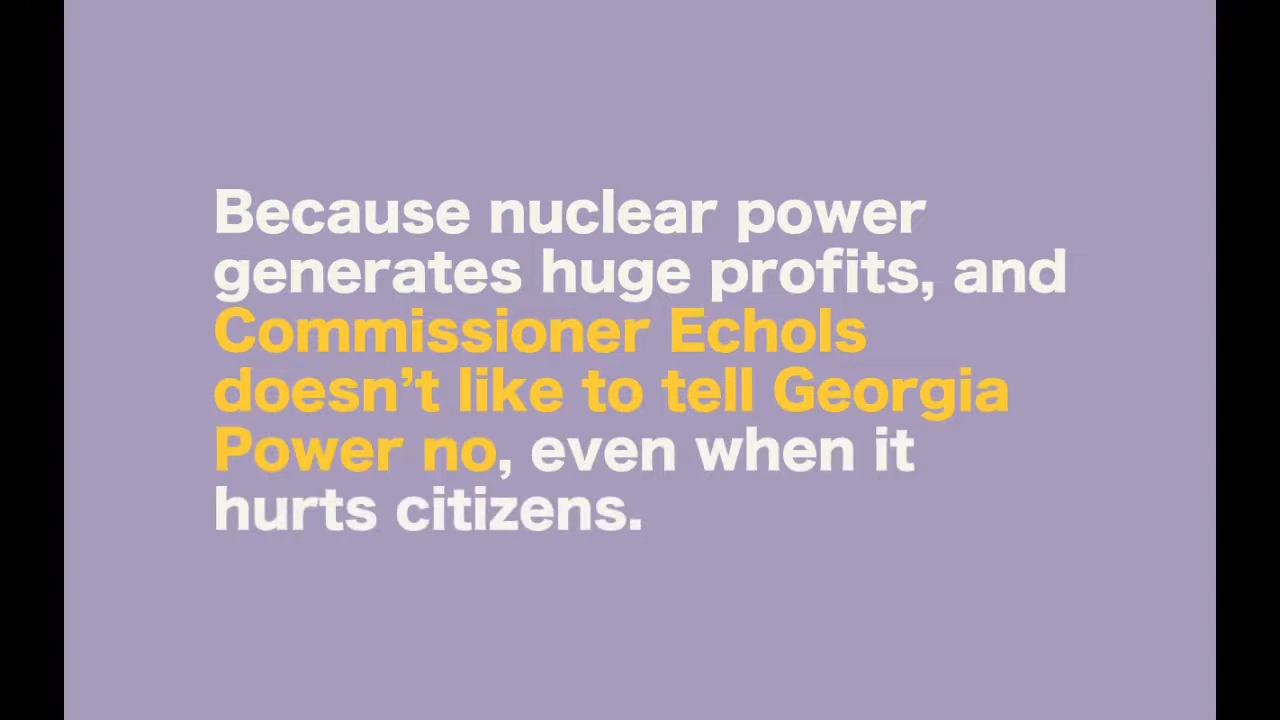 Because nuclear power
generates huge profits, and
Commissioner Echols
doesn’t like to tell Georgia
Power no, even when it
hurts citizens.